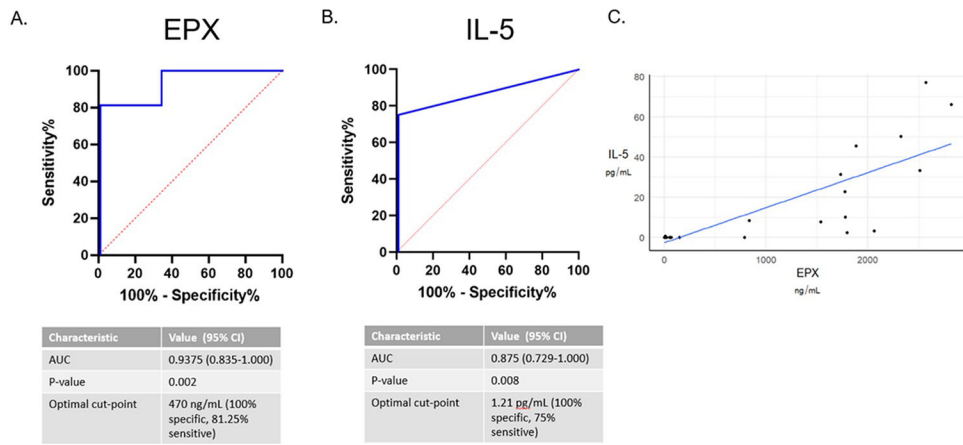 A.
EPX
Sensitivity%
100
80
60
40
20
0
0 20 40 60 80 100
100% - Specificity%
Characteristic Value (95% CI)
AUC 0.9375 (0.835-1.000)
P-value 0.002
Optimal cut-point 470 ng/mL (100%
specific, 81.25%
sensitive)
B.
IL-5
Sensitivity%
100
80
60
40
20
0
0 20 40 60 80 100
100% - Specificity%
Characteristic Value (95% CI)
AUC 0.875 (0.729-1.000)
P-value 0.008
Optimal cut-point 1.21 pg/mL (100%
specific, 75%
sensitive)
C.
80
60
IL-5
pg/mL
40
20
0
0 1000 2000
EPX
ng/mL